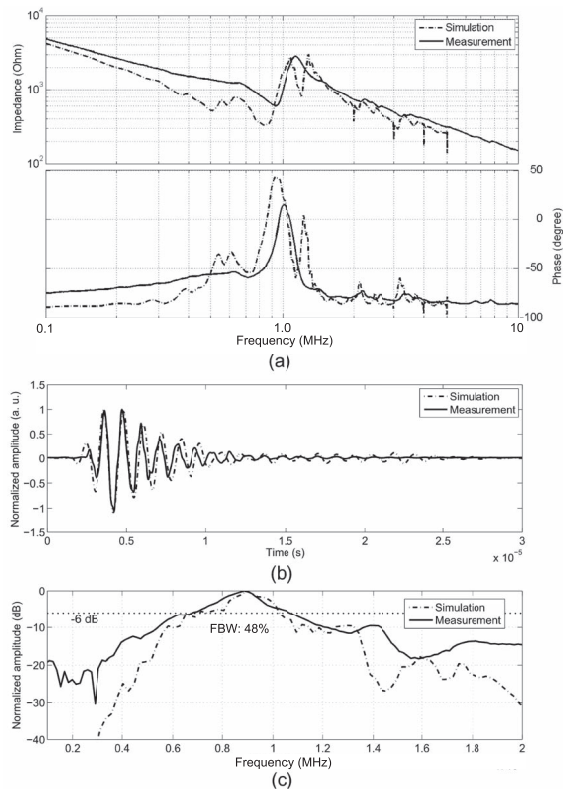 10⁴
10³
10²
Impedance (Ohm)
Simulation
Measurement
50
0
-50
-100
Phase (degree)
0.1
1.0
10
Frequency (MHz)
(a)
1.5
1
0.5
0
-0.5
-1
-1.5
Normalized amplitude (a. u.)
Simulation
Measurement
0
0.5
1
1.5
2
2.5
3
Time (s)
x 10⁻⁵
(b)
0
-10
-20
-30
-40
Normalized amplitude (dB)
-6 dB
FBW: 48%
Simulation
Measurement
0.2
0.4
0.6
0.8
1
1.2
1.4
1.6
1.8
2
Frequency (MHz)
(c)